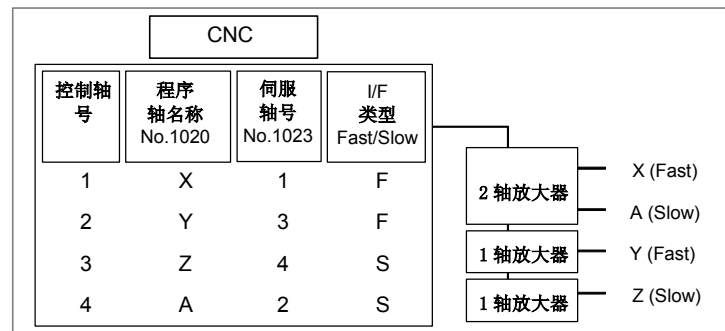 CNC
控制轴
号
程序
轴名称
No.1020
伺服
轴号
No.1023
I/F
类型
Fast/Slow
1 X 1 F
2 Y 3 F
3 Z 4 S
4 A 2 S
2 轴放大器
X (Fast)
A (Slow)
1 轴放大器
Y (Fast)
1 轴放大器
Z (Slow)